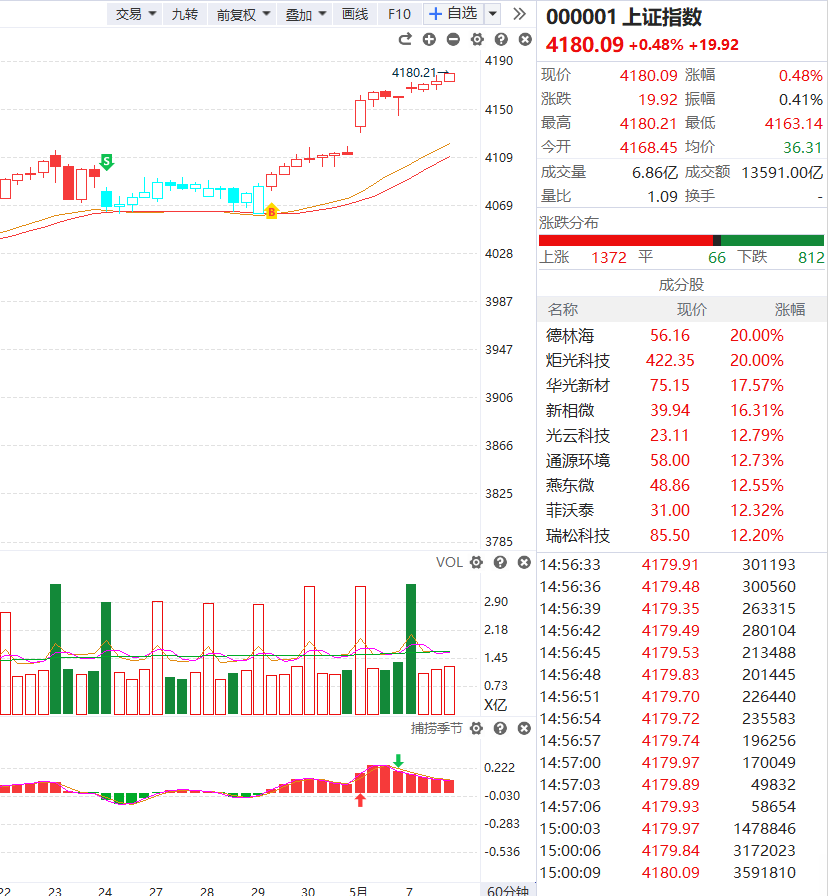 交易 九转 前复权 叠加 画线 F10 + 自选
4180.21
S
B
4190
4150
4109
4069
4028
3987
3947
3906
3866
3825
3785
VOL
2.90
2.18
1.45
0.73
X亿
捕捞季节
0.222
-0.030
-0.283
-0.536
22 23 24 27 28 29 30 5月 7 60分钟
000001 上证指数
4180.09 +0.48% +19.92
现价 4180.09 涨幅 0.48%
涨跌 19.92 振幅 0.41%
最高 4180.21 最低 4163.14
今开 4168.45 均价 36.31
成交量 6.86亿 成交额 13591.00亿
量比 1.09 换手 -
涨跌分布
上涨 1372 平 66 下跌 812
成分股
名称 现价 涨幅
德林海 56.16 20.00%
炬光科技 422.35 20.00%
华光新材 75.15 17.57%
新相微 39.94 16.31%
光云科技 23.11 12.79%
通源环境 58.00 12.73%
燕东微 48.86 12.55%
菲沃泰 31.00 12.32%
瑞松科技 85.50 12.20%
14:56:33 4179.91 301193
14:56:36 4179.48 300560
14:56:39 4179.35 263315
14:56:42 4179.49 280104
14:56:45 4179.53 213488
14:56:48 4179.83 201445
14:56:51 4179.70 226440
14:56:54 4179.72 235583
14:56:57 4179.74 196256
14:57:00 4179.97 170049
14:57:03 4179.89 49832
14:57:06 4179.93 58654
15:00:03 4179.97 1478846
15:00:06 4179.84 3172023
15:00:09 4180.09 3591810